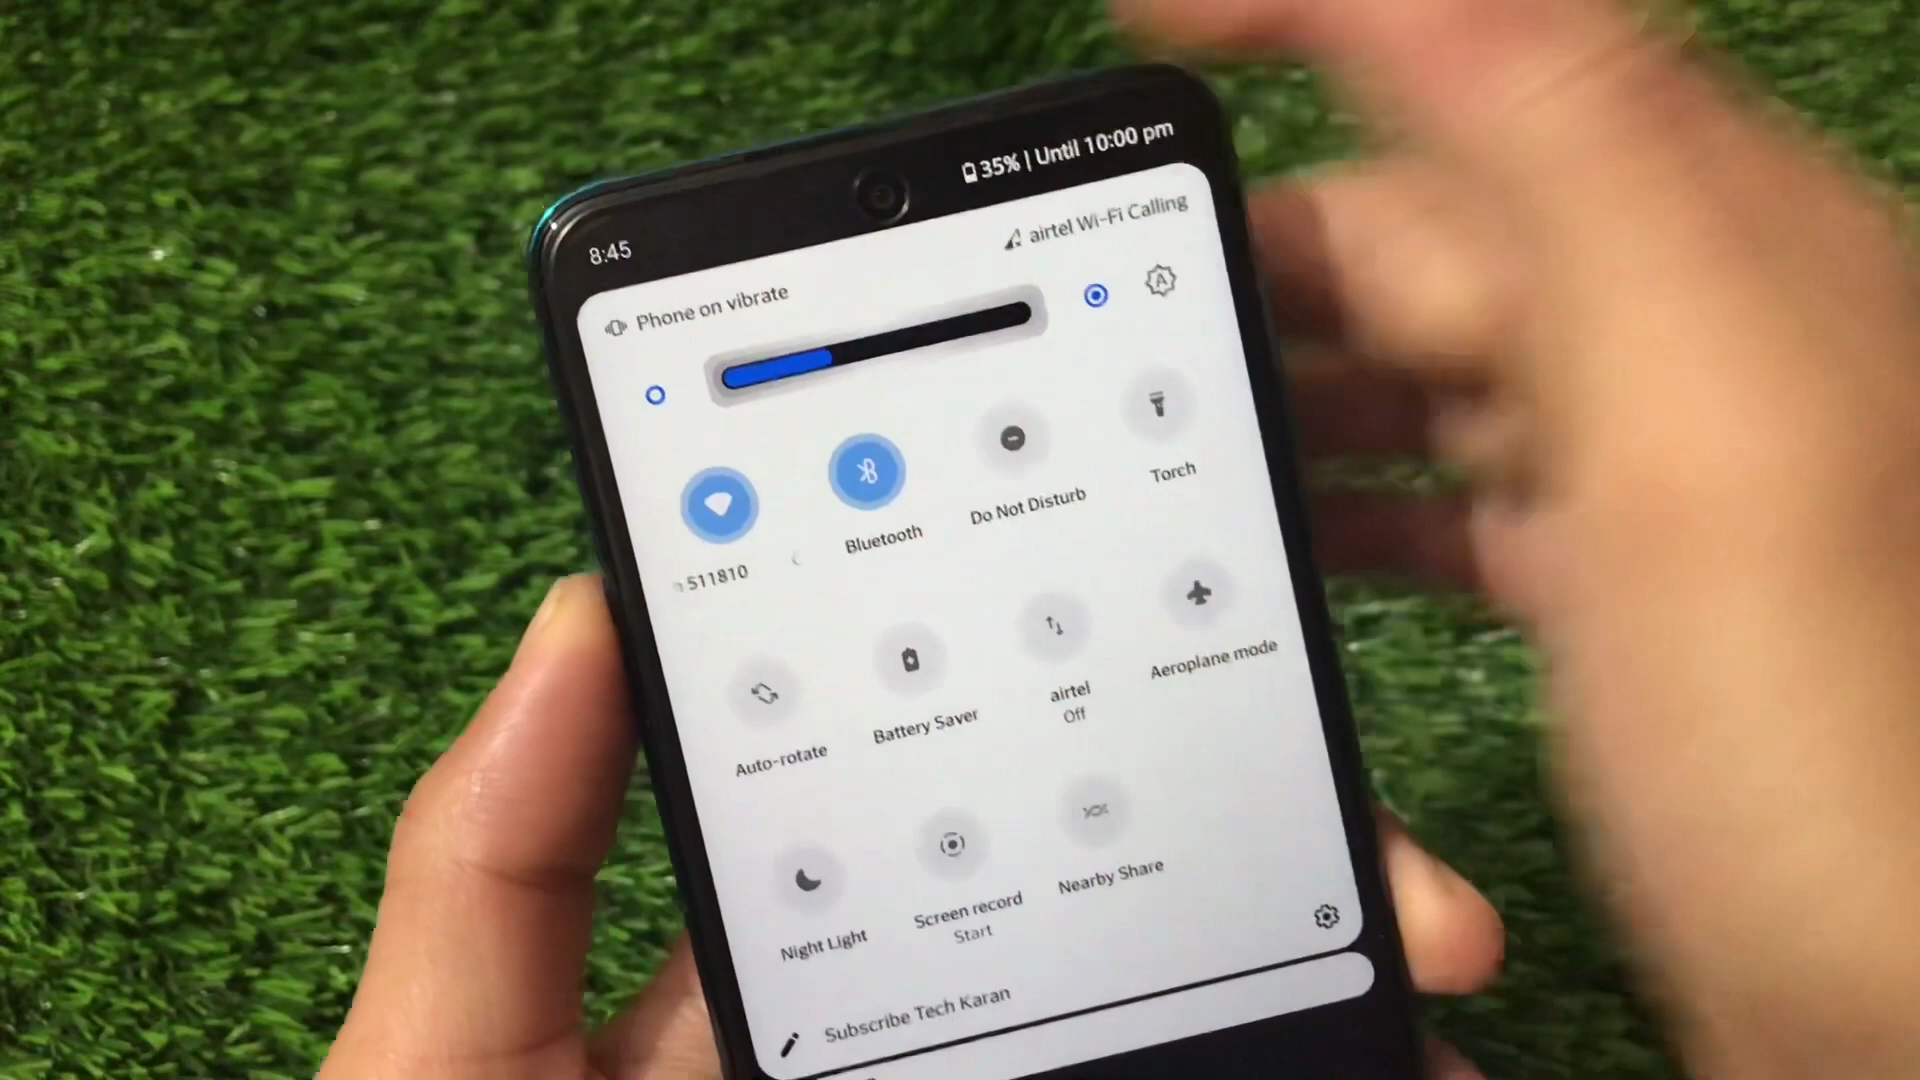 8:45
35% | Until 10:00 pm
Phone on vibrate
airtel Wi-Fi Calling
A
511810
Bluetooth
Do Not Disturb
Torch
Auto-rotate
Battery Saver
airtel
Off
Aeroplane mode
Night Light
Screen record
Start
Nearby Share
Subscribe Tech Karan